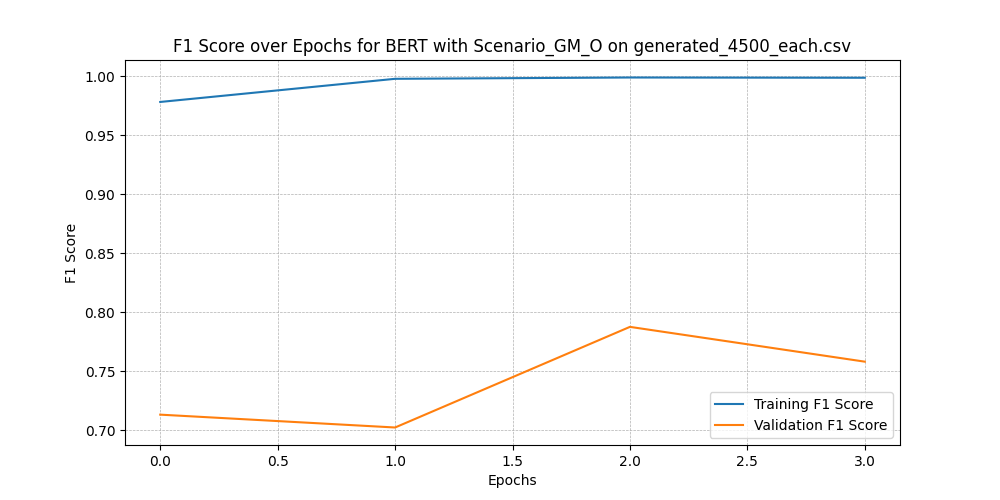 F1 Score over Epochs for BERT with Scenario_GM_O on generated_4500_each.csv
1.00
0.95
0.90
0.85
0.80
0.75
0.70
F1 Score
Training F1 Score
Validation F1 Score
0.0 0.5 1.0 1.5 2.0 2.5 3.0
Epochs